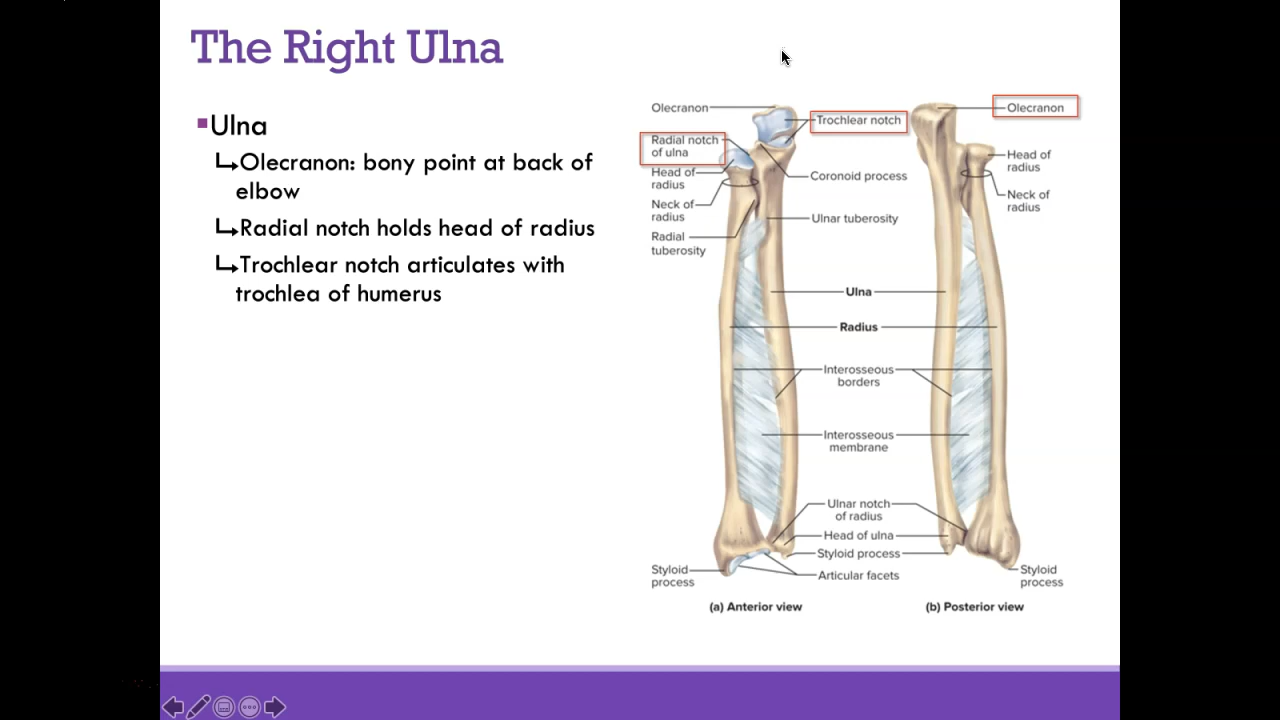 The Right Ulna
Ulna
Olecranon: bony point at back of
elbow
Radial notch holds head of radius
Trochlear notch articulates with
trochlea of humerus
Olecranon
Radial notch
of ulna
Head of
radius
Neck of
radius
Radial
tuberosity
Trochlear notch
Coronoid process
Ulnar tuberosity
Ulna
Radius
Interosseous
borders
Interosseous
membrane
Ulnar notch
of radius
Head of ulna
Styloid process
Articular facets
Styloid
process
Olecranon
Head of
radius
Neck of
radius
Styloid
process
(a) Anterior view
(b) Posterior view